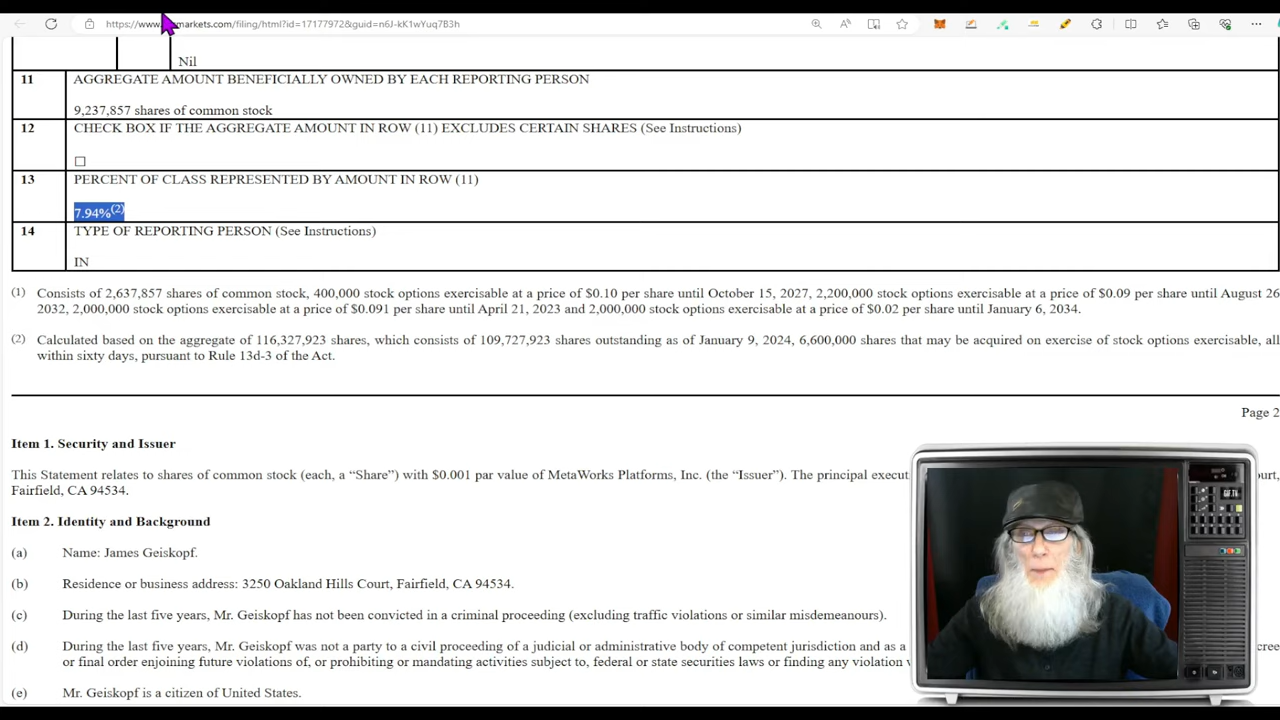 https://www. markets.com/filing/html?id=17177972&guid=n6J-kK1wYuq7B3h
Nil
11 AGGREGATE AMOUNT BENEFICIALLY OWNED BY EACH REPORTING PERSON
9,237,857 shares of common stock
12 CHECK BOX IF THE AGGREGATE AMOUNT IN ROW (11) EXCLUDES CERTAIN SHARES (See Instructions)
☐
13 PERCENT OF CLASS REPRESENTED BY AMOUNT IN ROW (11)
7.94%(2)
14 TYPE OF REPORTING PERSON (See Instructions)
IN
(1) Consists of 2,637,857 shares of common stock, 400,000 stock options exercisable at a price of $0.10 per share until October 15, 2027, 2,200,000 stock options exercisable at a price of $0.09 per share until August 26
2032, 2,000,000 stock options exercisable at a price of $0.091 per share until April 21, 2023 and 2,000,000 stock options exercisable at a price of $0.02 per share until January 6, 2034.
(2) Calculated based on the aggregate of 116,327,923 shares, which consists of 109,727,923 shares outstanding as of January 9, 2024, 6,600,000 shares that may be acquired on exercise of stock options exercisable, all
within sixty days, pursuant to Rule 13d-3 of the Act.
Page 2
Item 1. Security and Issuer
This Statement relates to shares of common stock (each, a “Share”) with $0.001 par value of MetaWorks Platforms, Inc. (the “Issuer”). The principal execut ourt,
Fairfield, CA 94534.
Item 2. Identity and Background
(a) Name: James Geiskopf.
(b) Residence or business address: 3250 Oakland Hills Court, Fairfield, CA 94534.
(c) During the last five years, Mr. Geiskopf has not been convicted in a criminal proceeding (excluding traffic violations or similar misdemeanours).
(d) During the last five years, Mr. Geiskopf was not a party to a civil proceeding of a judicial or administrative body of competent jurisdiction and as a cree
or final order enjoining future violations of, or prohibiting or mandating activities subject to, federal or state securities laws or finding any violation
(e) Mr. Geiskopf is a citizen of United States.
GIF.TV